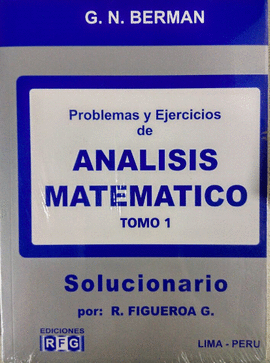 G. N. BERMAN
Problemas y Ejercicios
de
ANALISIS
MATEMATICO
TOMO 1
Solucionario
por: R. FIGUEROA G.
EDICIONES
RFG
LIMA - PERU